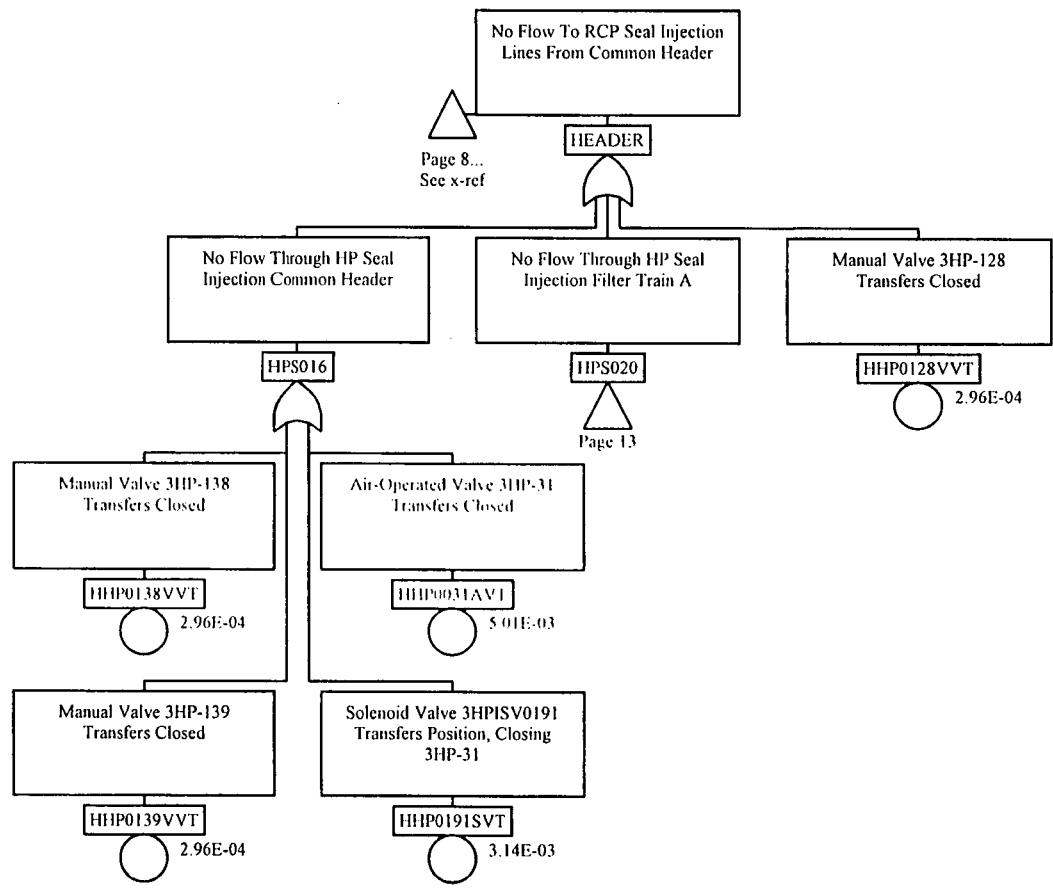 No Flow To RCP Seal Injection
Lines From Common Header
Page 8...
See x-ref
HEADER
No Flow Through HP Seal
Injection Common Header
HPS016
No Flow Through HP Seal
Injection Filter Train A
HPS020
Page 13
Manual Valve 3HP-128
Transfers Closed
HHP0128VVT
2.96E-04
Manual Valve 3HP-138
Transfers Closed
HHP0138VVT
2.96E-04
Air-Operated Valve 3HP-31
Transfers Closed
HHP0031AVT
5.01E-03
Manual Valve 3HP-139
Transfers Closed
HHP0139VVT
2.96E-04
Solenoid Valve 3HPISV0191
Transfers Position, Closing
3HP-31
HHP0191SVT
3.14E-03